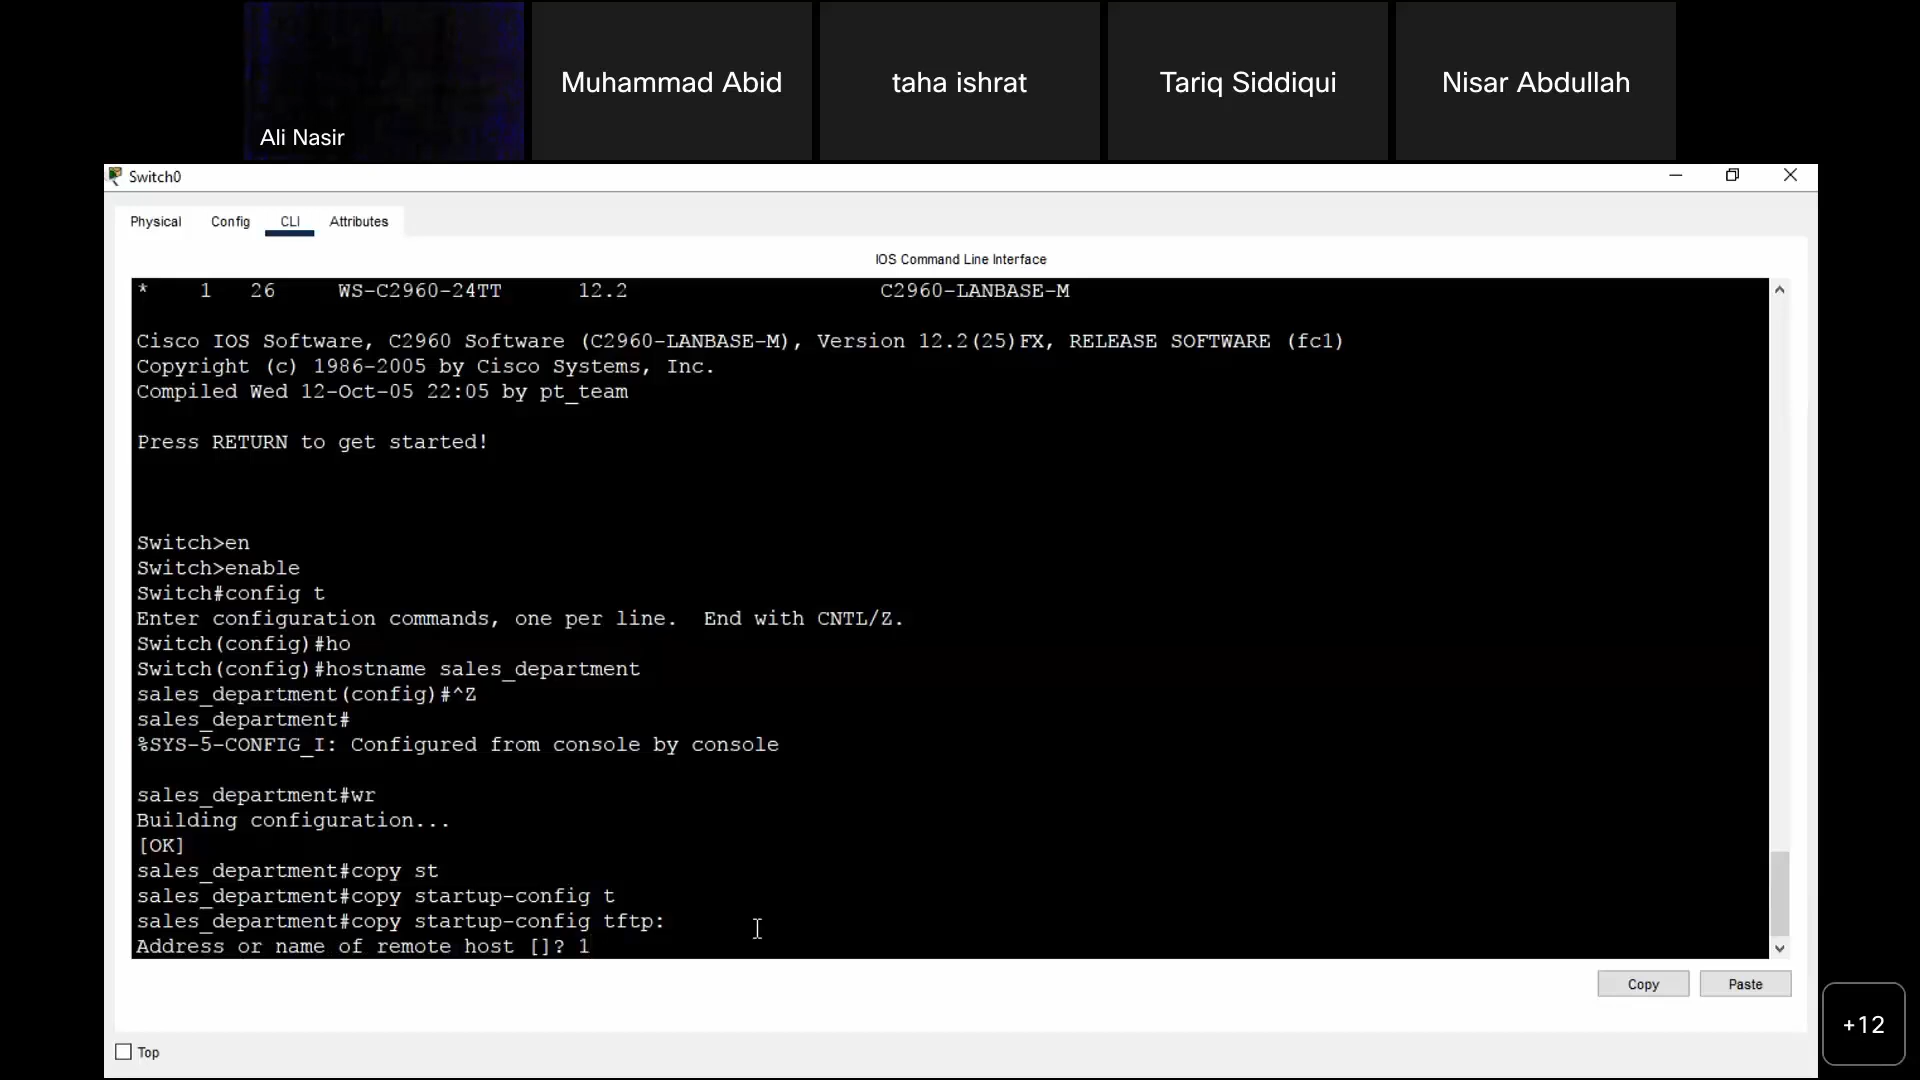 Ali Nasir
Muhammad Abid
taha ishrat
Tariq Siddiqui
Nisar Abdullah
Switch0
Physical Config CLI Attributes
IOS Command Line Interface
* 1 26 WS-C2960-24TT 12.2 C2960-LANBASE-M
Cisco IOS Software, C2960 Software (C2960-LANBASE-M), Version 12.2(25)FX, RELEASE SOFTWARE (fc1)
Copyright (c) 1986-2005 by Cisco Systems, Inc.
Compiled Wed 12-Oct-05 22:05 by pt_team
Press RETURN to get started!
Switch>en
Switch>enable
Switch#config t
Enter configuration commands, one per line. End with CNTL/Z.
Switch(config)#ho
Switch(config)#hostname sales_department
sales_department(config)#^Z
sales_department#
%SYS-5-CONFIG_I: Configured from console by console
sales_department#wr
Building configuration...
[OK]
sales_department#copy st
sales_department#copy startup-config t
sales_department#copy startup-config tftp:
Address or name of remote host []? 1
Copy Paste
Top
+12